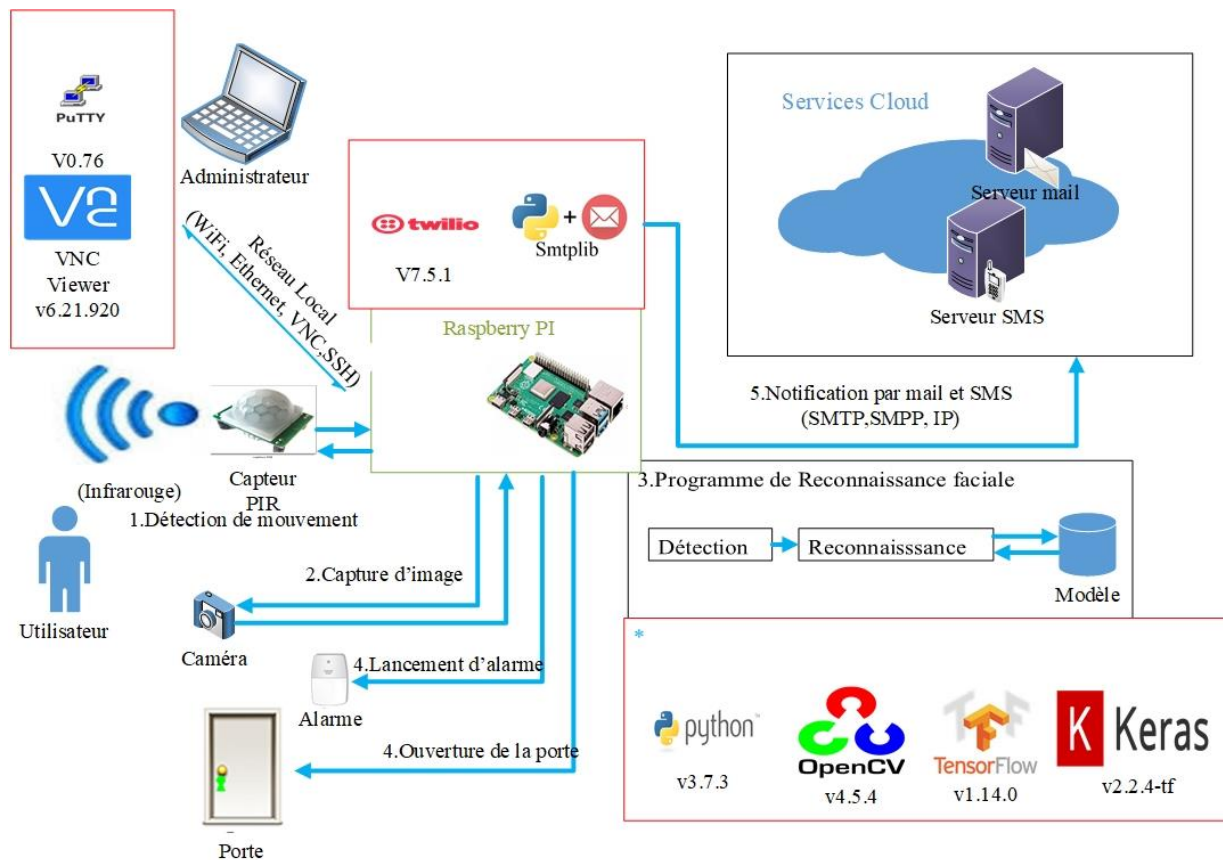 PuTTY
V0.76
VNC
VNC
Viewer
v6.21.920
Administrateur
Réseau Local
(WiFi, Ethernet, VNC,SSH)
twilio
V7.5.1
+
Smtplib
Raspberry PI
Services Cloud
Serveur mail
Serveur SMS
5.Notification par mail et SMS
(SMTP,SMPP, IP)
(Infrarouge)
Capteur
PIR
1.Détection de mouvement
Utilisateur
2.Capture d'image
Caméra
4.Lancement d'alarme
Alarme
4.Ouverture de la porte
Porte
3.Programme de Reconnaissance faciale
Détection
Reconnaisssance
Modèle
*
python™
v3.7.3
OpenCV
v4.5.4
TensorFlow
v1.14.0
K Keras
v2.2.4-tf